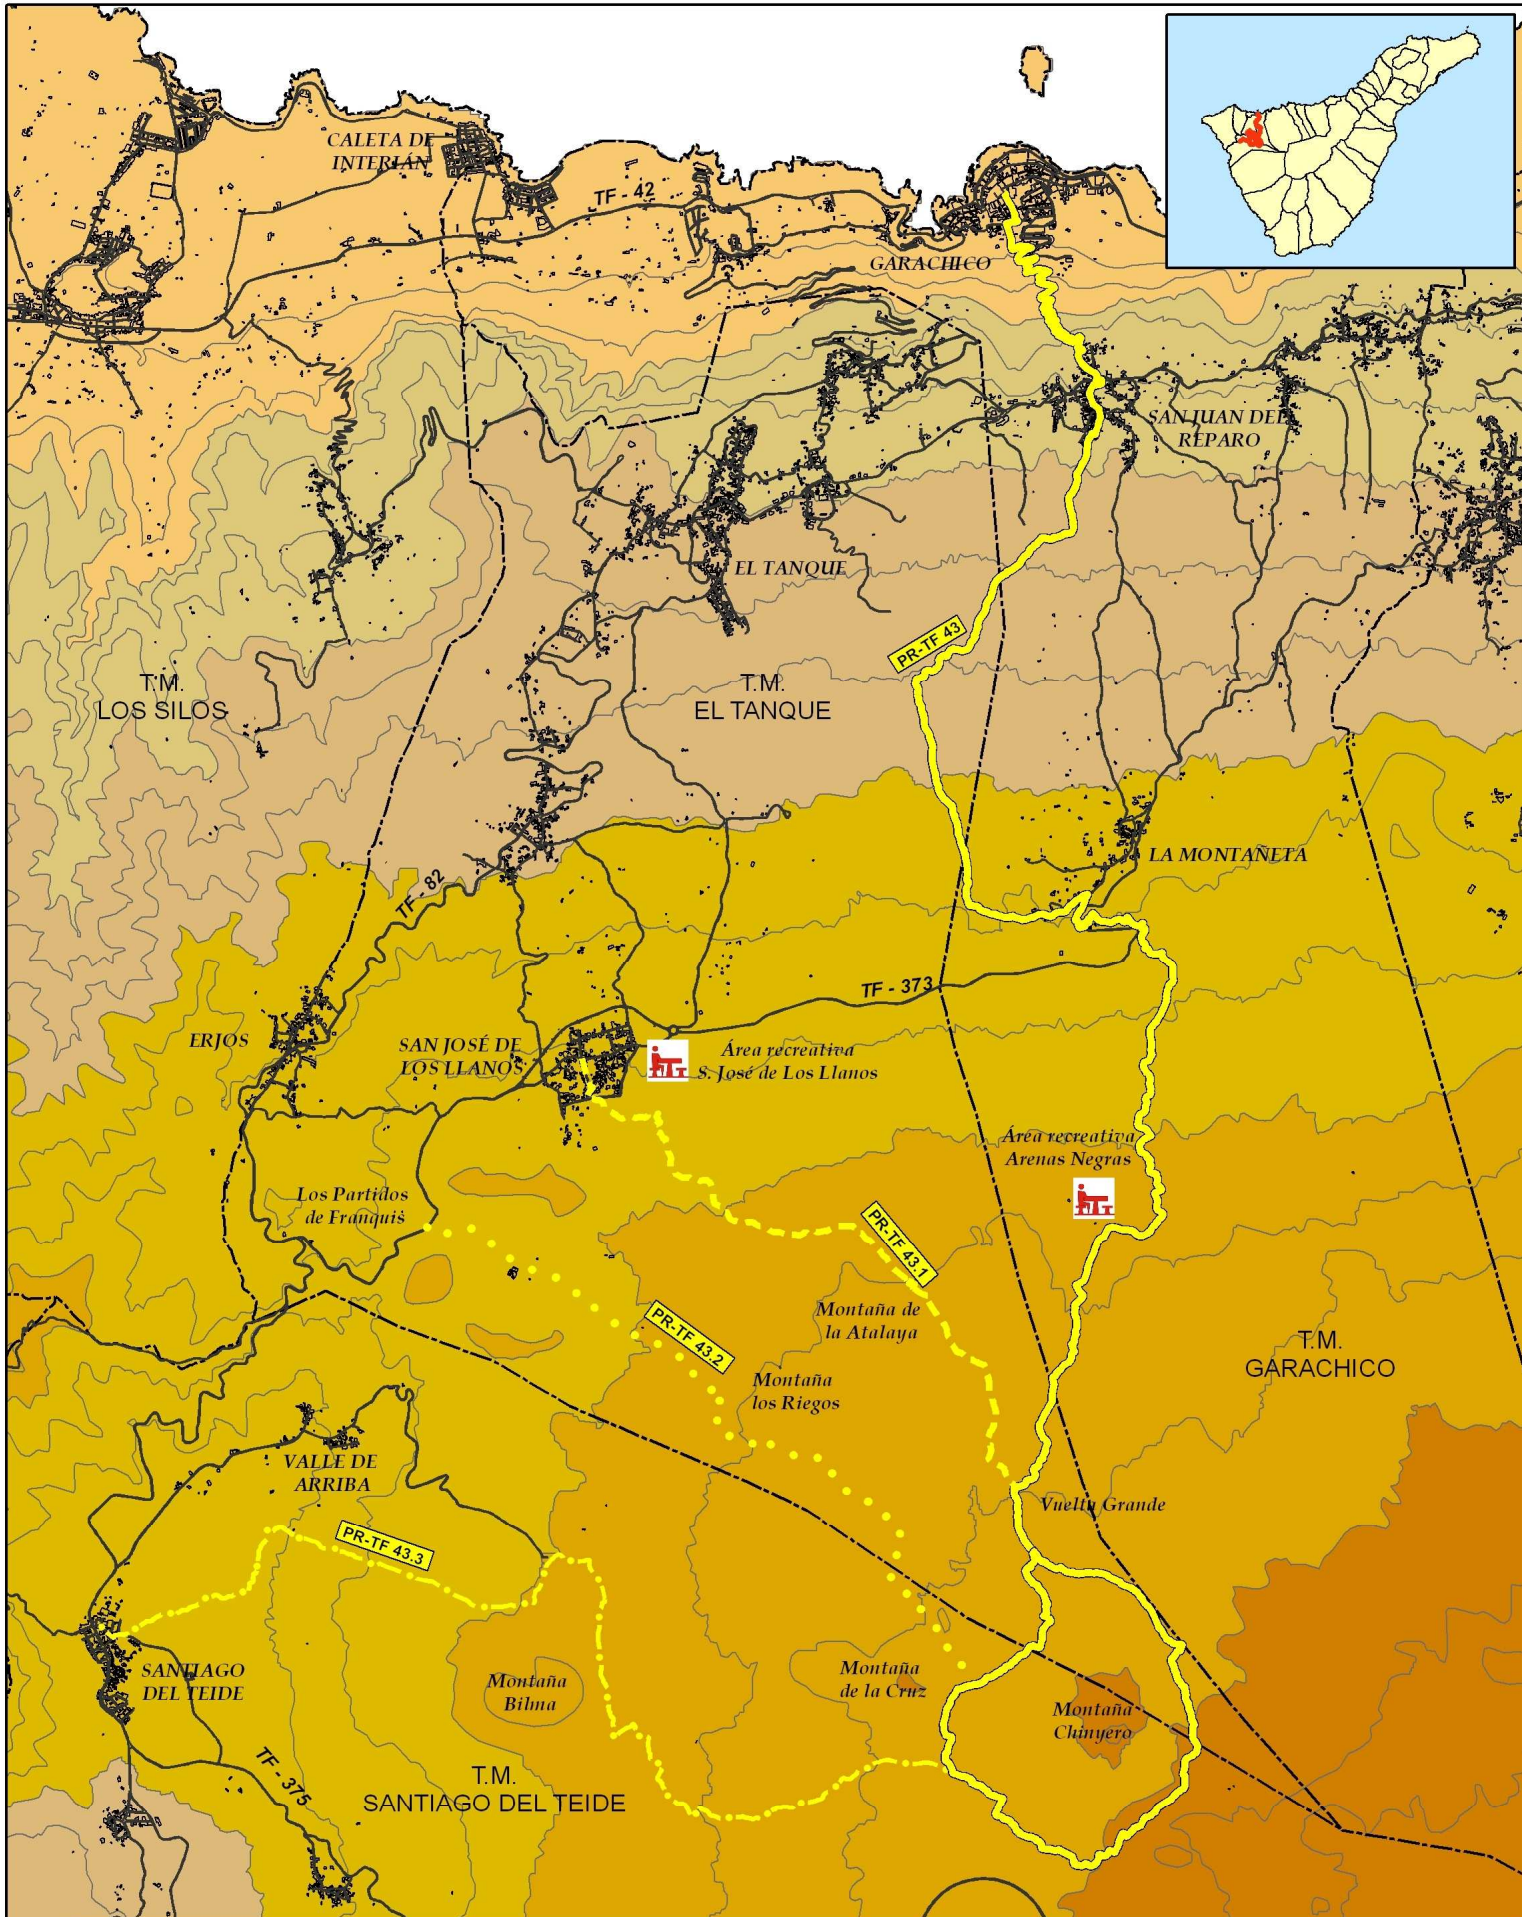 CALETA DE
INTERIÁN
TF - 42
GARACHICO
SAN JUAN DEL
REPARO
EL TANQUE
PR-TF 43
T.M.
LOS SILOS
T.M.
EL TANQUE
LA MONTAÑETA
TF - 82
TF - 373
ERJOS
SAN JOSÉ DE
LOS LLANOS
Área recreativa
S. José de Los Llanos
Área recreativa
Arenas Negras
Los Partidos
de Franquis
PR-TF 43.1
Montaña de
la Atalaya
PR-TF 43.2
T.M.
GARACHICO
Montaña
los Riegos
VALLE DE
ARRIBA
Vuelta Grande
PR-TF 43.3
SANTIAGO
DEL TEIDE
Montaña
Bilma
Montaña
de la Cruz
Montaña
Chinyero
TF - 375
T.M.
SANTIAGO DEL TEIDE